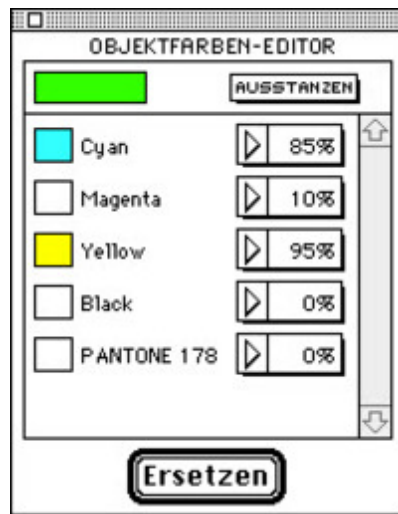 OBJEKTFARBEN-EDITOR
AUSSTANZEN
Cyan 85%
Magenta 10%
Yellow 95%
Black 0%
PANTONE 178 0%
Ersetzen